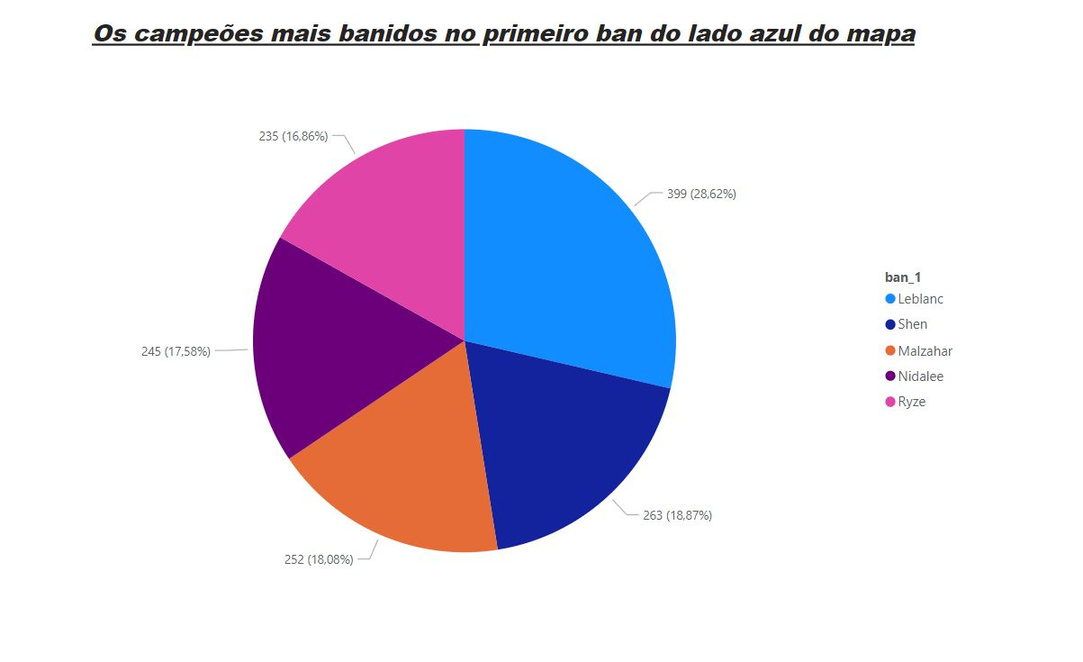 Os campeões mais banidos no primeiro ban do lado azul do mapa
235 (16,86%)
399 (28,62%)
245 (17,58%)
263 (18,87%)
252 (18,08%)
ban_1
Leblanc
Shen
Malzahar
Nidalee
Ryze